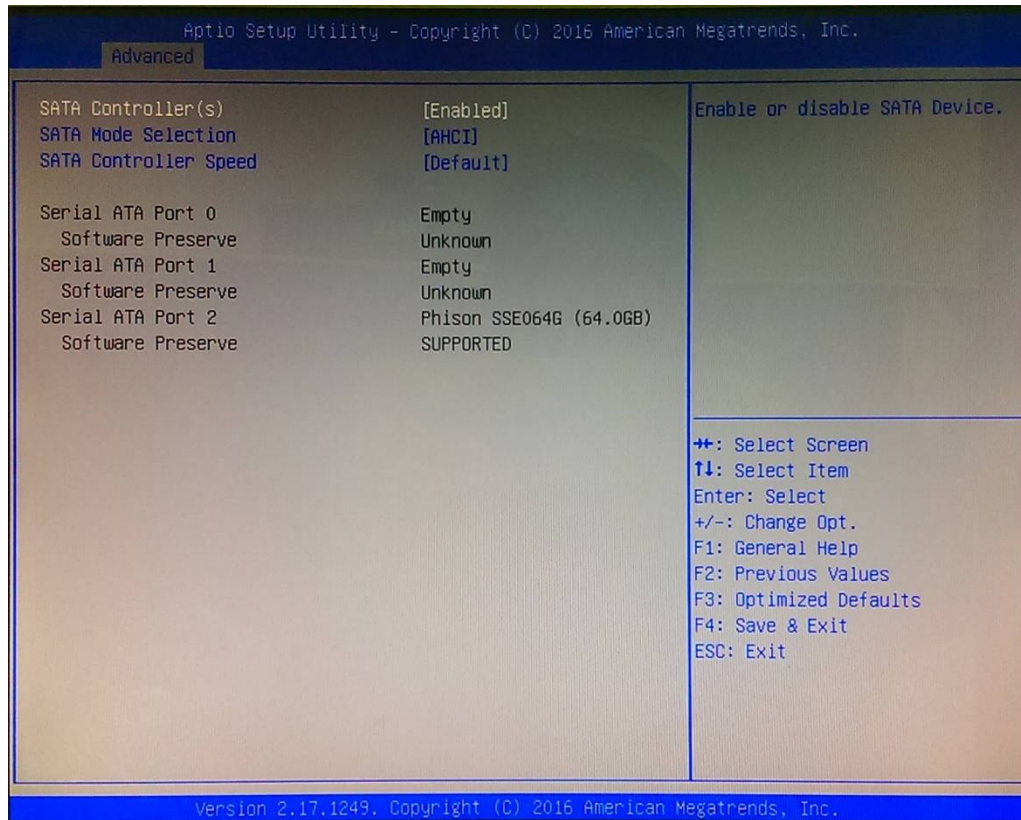 Aptio Setup Utility – Copyright (C) 2016 American Megatrends, Inc.
Advanced
SATA Controller(s) [Enabled]
SATA Mode Selection [AHCI]
SATA Controller Speed [Default]
Serial ATA Port 0 Empty
Software Preserve Unknown
Serial ATA Port 1 Empty
Software Preserve Unknown
Serial ATA Port 2 Phison SSE064G (64.0GB)
Software Preserve SUPPORTED
Enable or disable SATA Device.
→←: Select Screen
↑↓: Select Item
Enter: Select
+/-: Change Opt.
F1: General Help
F2: Previous Values
F3: Optimized Defaults
F4: Save & Exit
ESC: Exit
Version 2.17.1249. Copyright (C) 2016 American Megatrends, Inc.